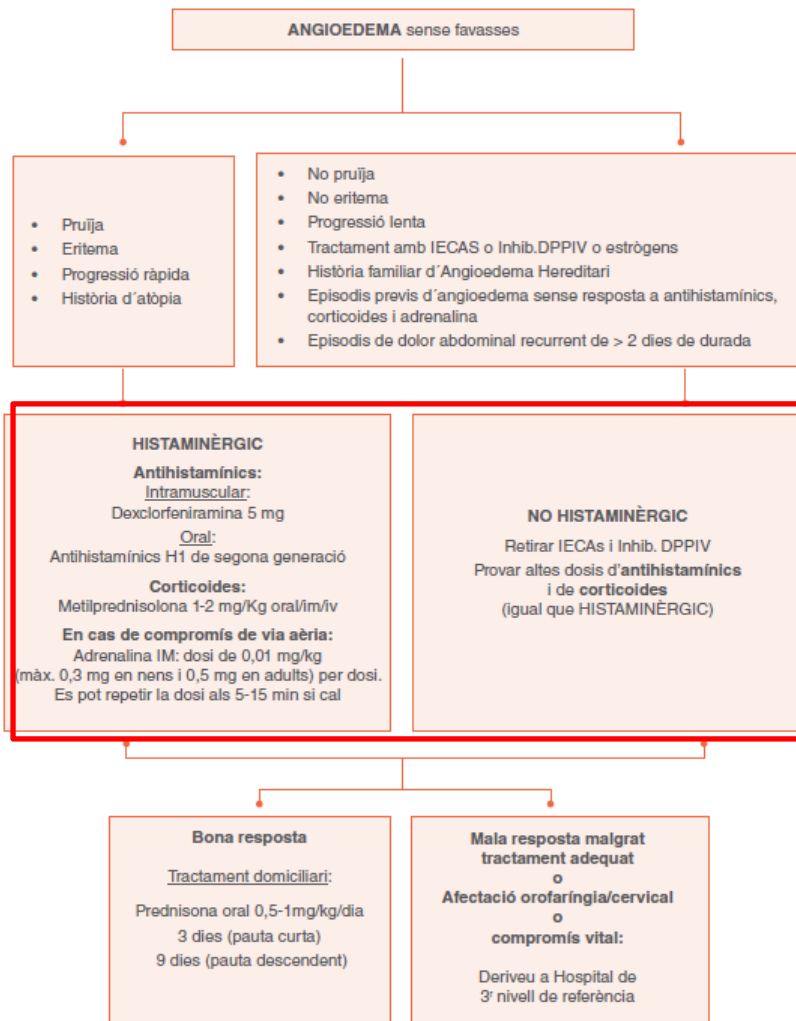 ANGIOEDEMA sense favasses
• Pruïja
• Eritema
• Progressió ràpida
• Història d´atòpia
• No pruïja
• No eritema
• Progressió lenta
• Tractament amb IECAS o Inhib.DPPIV o estrògens
• Història familiar d´Angioedema Hereditari
• Episodis previs d´angioedema sense resposta a antihistamínics,
corticoides i adrenalina
• Episodis de dolor abdominal recurrent de > 2 dies de durada
HISTAMINÈRGIC
Antihistamínics:
Intramuscular:
Dexclorfeniramina 5 mg
Oral:
Antihistamínics H1 de segona generació
Corticoides:
Metilprednisolona 1-2 mg/Kg oral/im/iv
En cas de compromís de via aèria:
Adrenalina IM: dosi de 0,01 mg/kg
(màx. 0,3 mg en nens i 0,5 mg en adults) per dosi.
Es pot repetir la dosi als 5-15 min si cal
NO HISTAMINÈRGIC
Retirar IECAs i Inhib. DPPIV
Provar altes dosis d'antihistamínics
i de corticoides
(igual que HISTAMINÈRGIC)
Bona resposta
Tractament domiciliari:
Prednisona oral 0,5-1mg/kg/dia
3 dies (pauta curta)
9 dies (pauta descendent)
Mala resposta malgrat
tractament adequat
o
Afectació orofaríngia/cervical
o
compromís vital:
Deriveu a Hospital de
3r nivell de referència